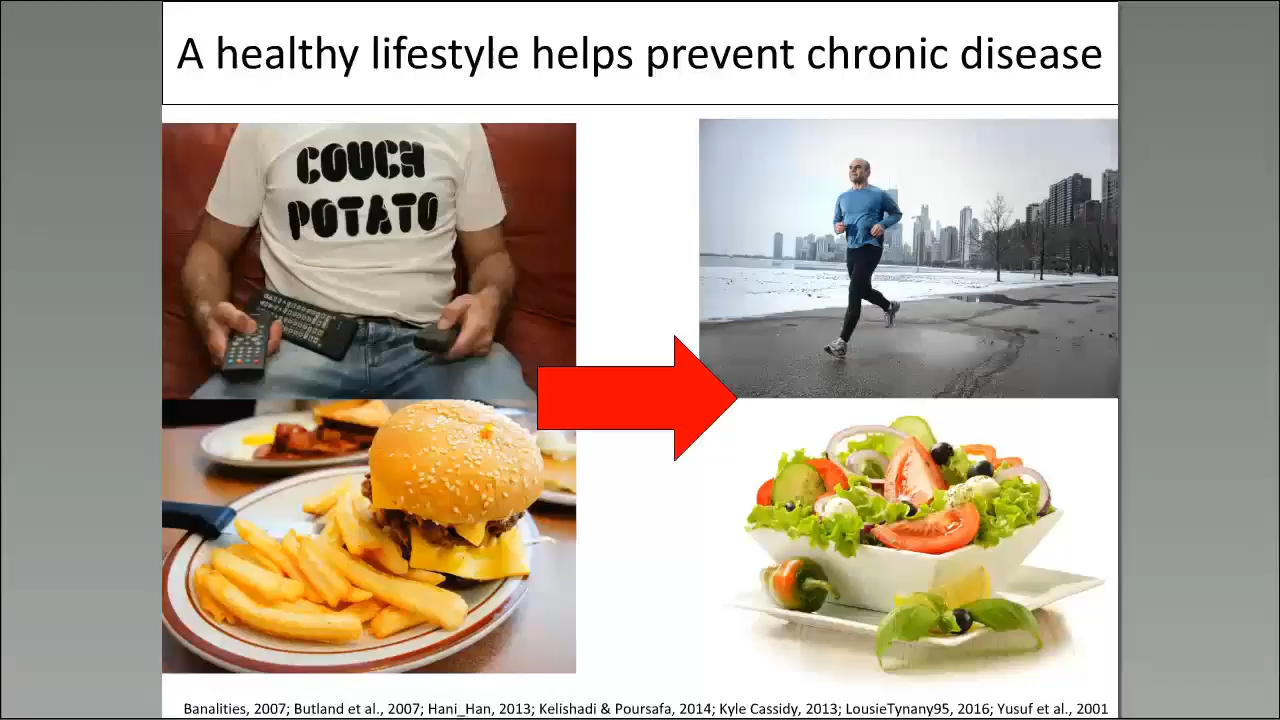 A healthy lifestyle helps prevent chronic disease
COUCH
POTATO
Banalities, 2007; Butland et al., 2007; Hani_Han, 2013; Kelishadi & Poursafa, 2014; Kyle Cassidy, 2013; LousieTynany95, 2016; Yusuf et al., 2001